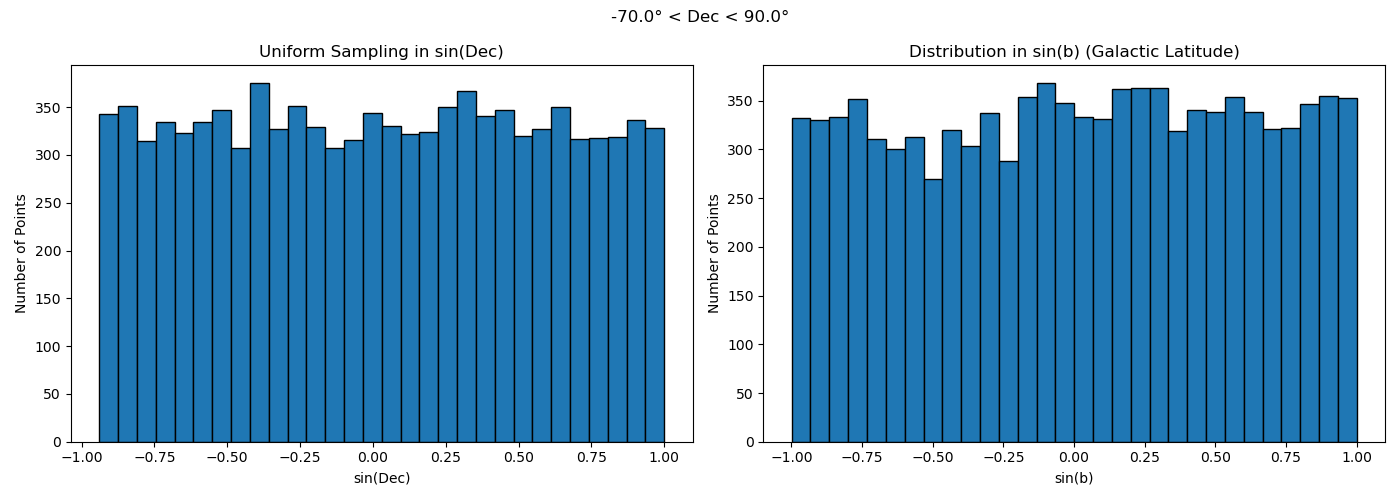 -70.0° < Dec < 90.0°
Uniform Sampling in sin(Dec)
Number of Points
350
300
250
200
150
100
50
0
−1.00 −0.75 −0.50 −0.25 0.00 0.25 0.50 0.75 1.00
sin(Dec)
Distribution in sin(b) (Galactic Latitude)
Number of Points
350
300
250
200
150
100
50
0
−1.00 −0.75 −0.50 −0.25 0.00 0.25 0.50 0.75 1.00
sin(b)